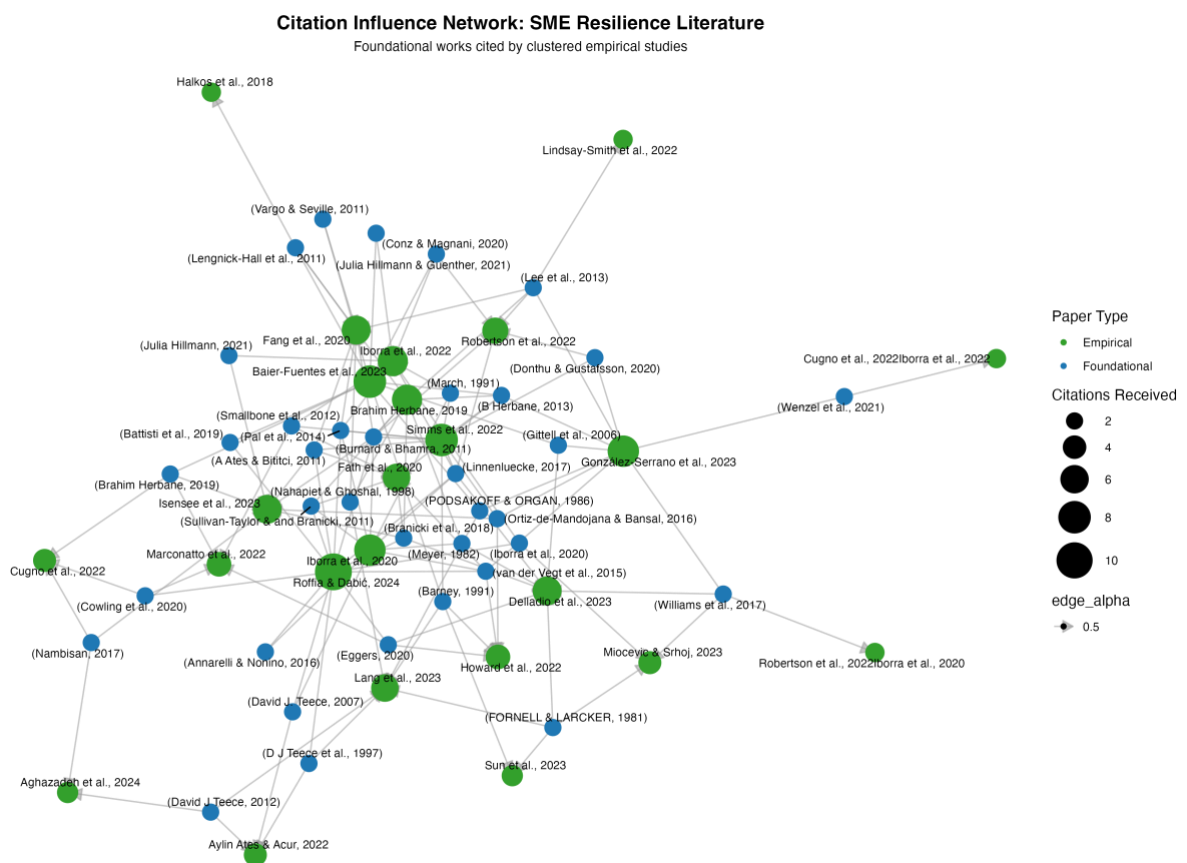 Citation Influence Network: SME Resilience Literature
Foundational works cited by clustered empirical studies
Halkos et al., 2018
Lindsay-Smith et al., 2022
(Vargo & Seville, 2011)
(Conz & Magnani, 2020)
(Lengnick-Hall et al., 2011)
(Julia Hillmann & Guenther, 2021)
(Lee et al., 2013)
Fang et al., 2020
Robertson et al., 2022
(Julia Hillmann, 2021)
Iborra et al., 2022
Cugno et al., 2022Iborra et al., 2022
Baier-Fuentes et al., 2023
(Donthu & Gustafsson, 2020)
(March, 1991)
(B Herbane, 2013)
(Wenzel et al., 2021)
Brahim Herbane, 2019
(Smallbone et al., 2012)
Simms et al., 2022
(Battisti et al., 2019)
(Pal et al., 2014)
(Gittell et al., 2006)
(Burnard & Bhamra, 2011)
(A Ates & Bititci, 2011)
González-Serrano et al., 2023
Fath et al., 2020
(Linnenluecke, 2017)
(Brahim Herbane, 2019)
(Nahapiet & Ghoshal, 1998)
Isensee et al., 2023
(PODSAKOFF & ORGAN, 1986)
(Sullivan-Taylor & and Branicki, 2011)
(Ortiz-de-Mandojana & Bansal, 2016)
(Branicki et al., 2018)
Marconatto et al., 2022
(Meyer, 1982)
(Iborra et al., 2020)
Iborra et al., 2020
Cugno et al., 2022
(van der Vegt et al., 2015)
Roffia & Dabić, 2024
(Barney, 1991)
Delladio et al., 2023
(Williams et al., 2017)
(Cowling et al., 2020)
(Nambisan, 2017)
(Annarelli & Nonino, 2016)
(Eggers, 2020)
Miocevic & Srhoj, 2023
Howard et al., 2022
Robertson et al., 2022Iborra et al., 2020
Lang et al., 2023
(David J. Teece, 2007)
(FORNELL & LARCKER, 1981)
(D J Teece et al., 1997)
Sun et al., 2023
Aghazadeh et al., 2024
(David J Teece, 2012)
Aylin Ates & Acur, 2022
Paper Type
Empirical
Foundational
Citations Received
2
4
6
8
10
edge_alpha
0.5